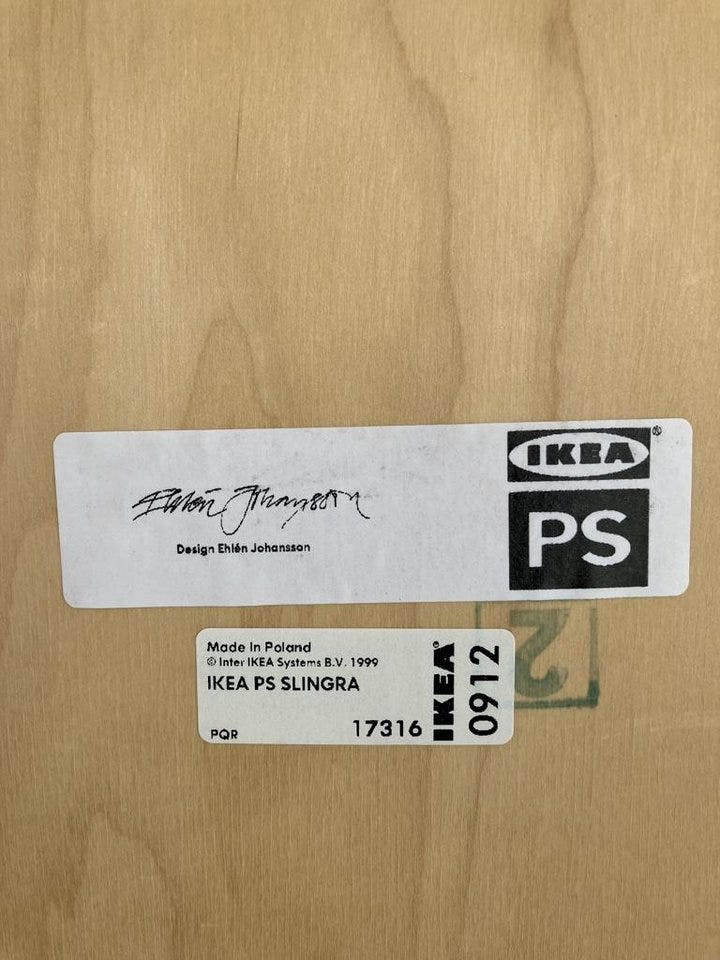 IKEA®
PS
Ehlén Johansson
Design Ehlén Johansson
Made in Poland
© Inter IKEA Systems B.V. 1999
IKEA PS SLINGRA
PQR
17316
IKEA®
0912
2